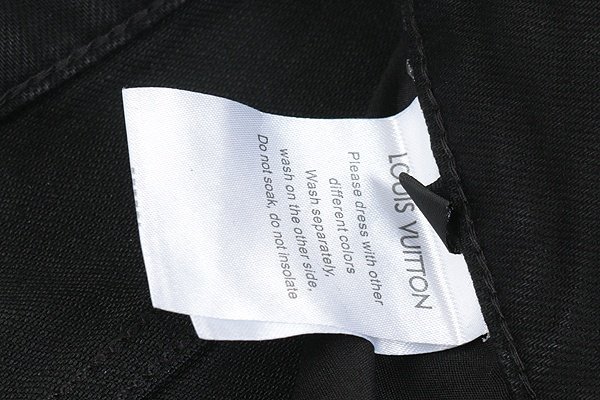 LOUIS VUITTON
Please dress with other
different colors
Wash separately,
wash on the other side,
Do not soak, do not insolate